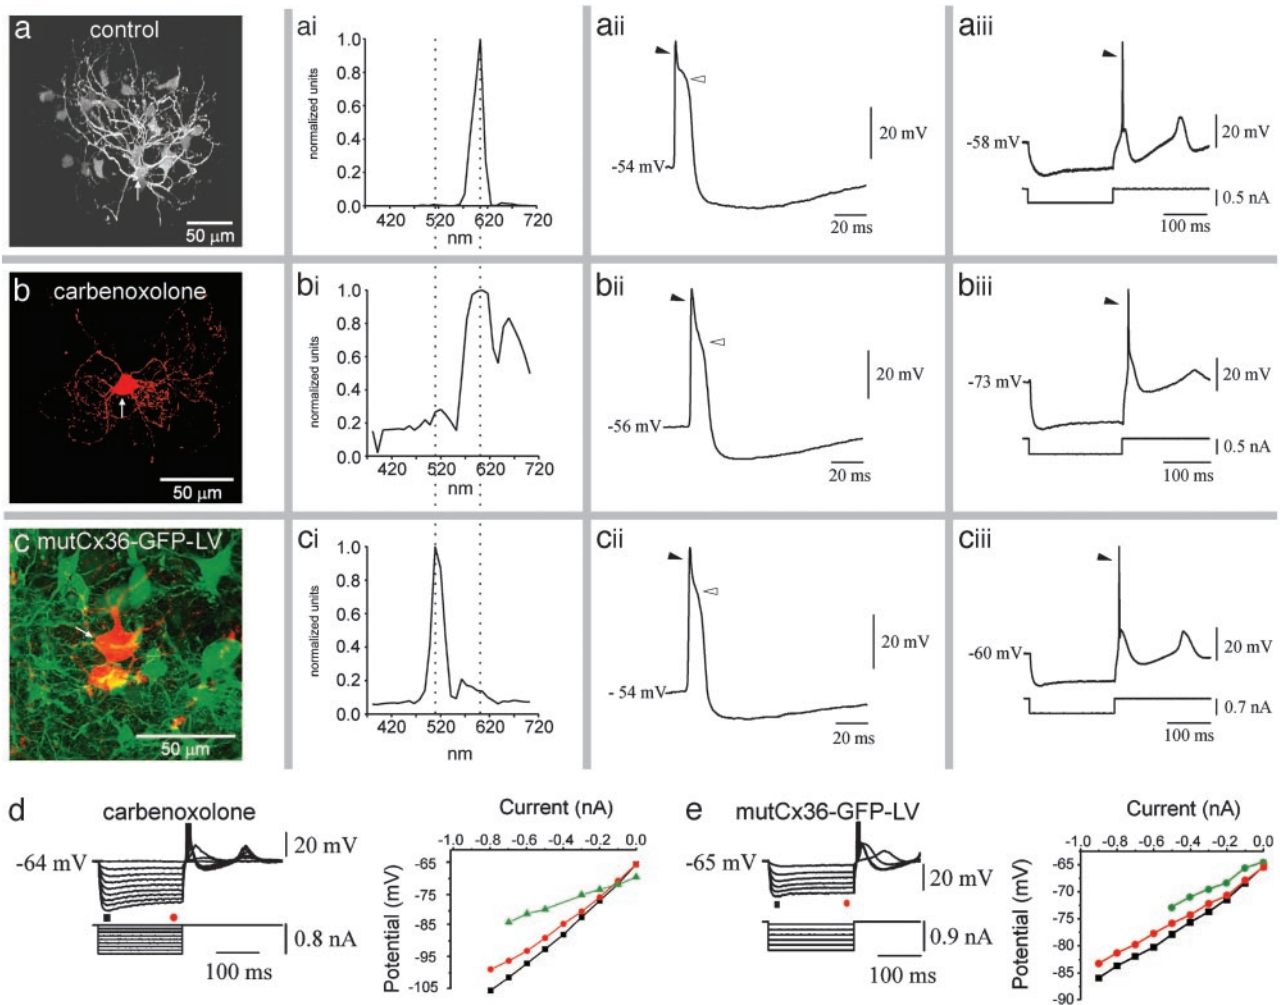 a control
50 μm
ai
normalized units
1.0
0.8
0.6
0.4
0.2
0.0
420 520 620 720
nm
aii
-54 mV
20 mV
20 ms
aiii
-58 mV
20 mV
0.5 nA
100 ms
b carbenoxolone
50 μm
bi
normalized units
1.0
0.8
0.6
0.4
0.2
0.0
420 520 620 720
nm
bii
-56 mV
20 mV
20 ms
biii
-73 mV
20 mV
0.5 nA
100 ms
c mutCx36-GFP-LV
50 μm
ci
normalized units
1.0
0.8
0.6
0.4
0.2
0.0
420 520 620 720
nm
cii
- 54 mV
20 mV
20 ms
ciii
-60 mV
20 mV
0.7 nA
100 ms
d carbenoxolone
-64 mV
20 mV
0.8 nA
100 ms
Current (nA)
-1.0 -0.8 -0.6 -0.4 -0.2 0.0
Potential (mV)
-65
-75
-85
-95
-105
e mutCx36-GFP-LV
-65 mV
20 mV
0.9 nA
100 ms
Current (nA)
-1.0 -0.8 -0.6 -0.4 -0.2 0.0
Potential (mV)
-65
-70
-75
-80
-85
-90